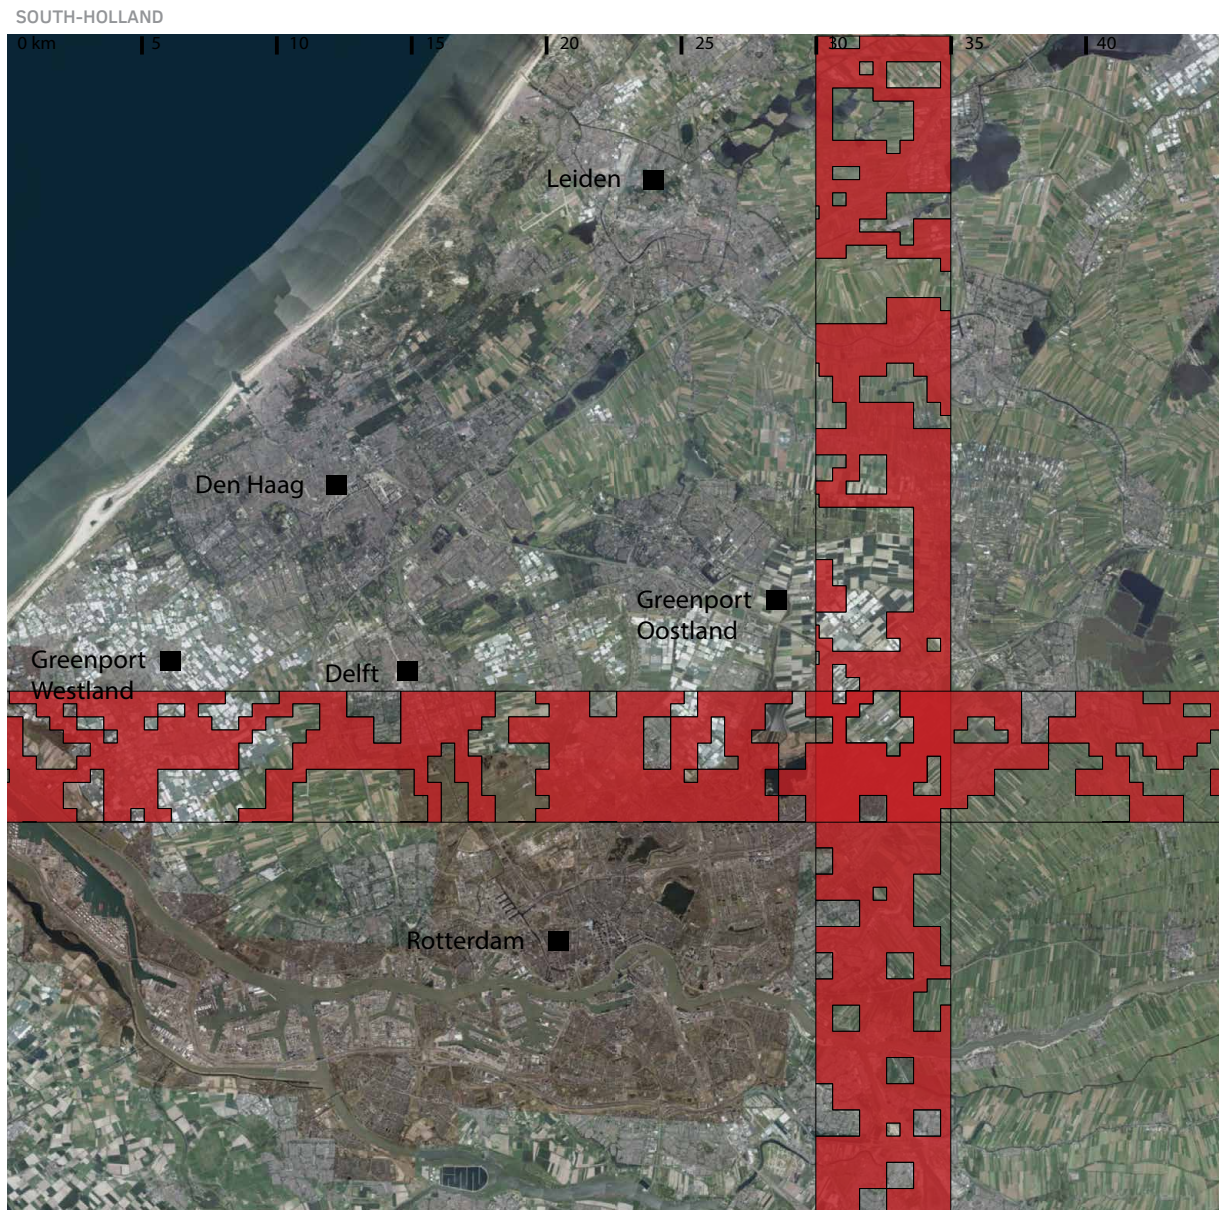 SOUTH-HOLLAND
0 km 5 10 15 20 25 30 35 40
Leiden
Den Haag
Greenport
Oostland
Greenport
Westland
Delft
Rotterdam